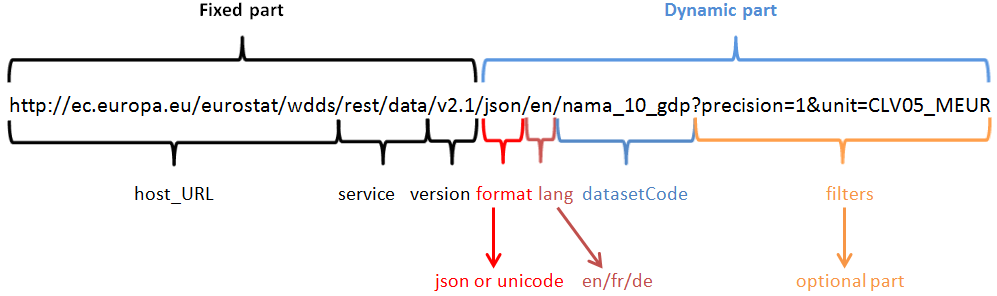 Fixed part Dynamic part
http://ec.europa.eu/eurostat/wdds/rest/data/v2.1/json/en/nama_10_gdp?precision=1&unit=CLV05_MEUR
host_URL service version format lang datasetCode filters
json or unicode en/fr/de optional part